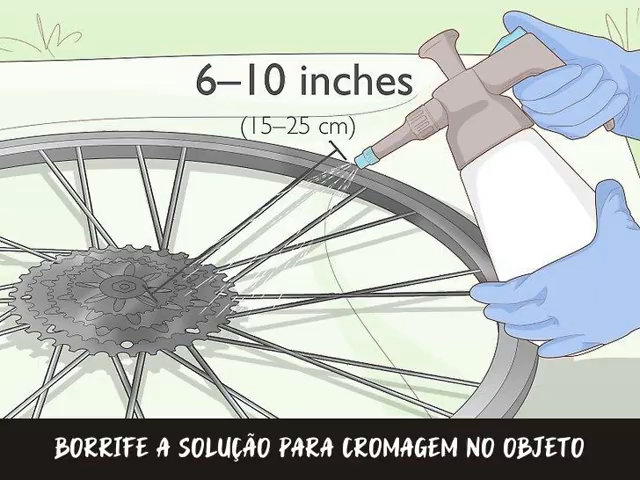 6–10 inches
(15–25 cm)
BORRIFE A SOLUÇÃO PARA CROMAGEM NO OBJETO